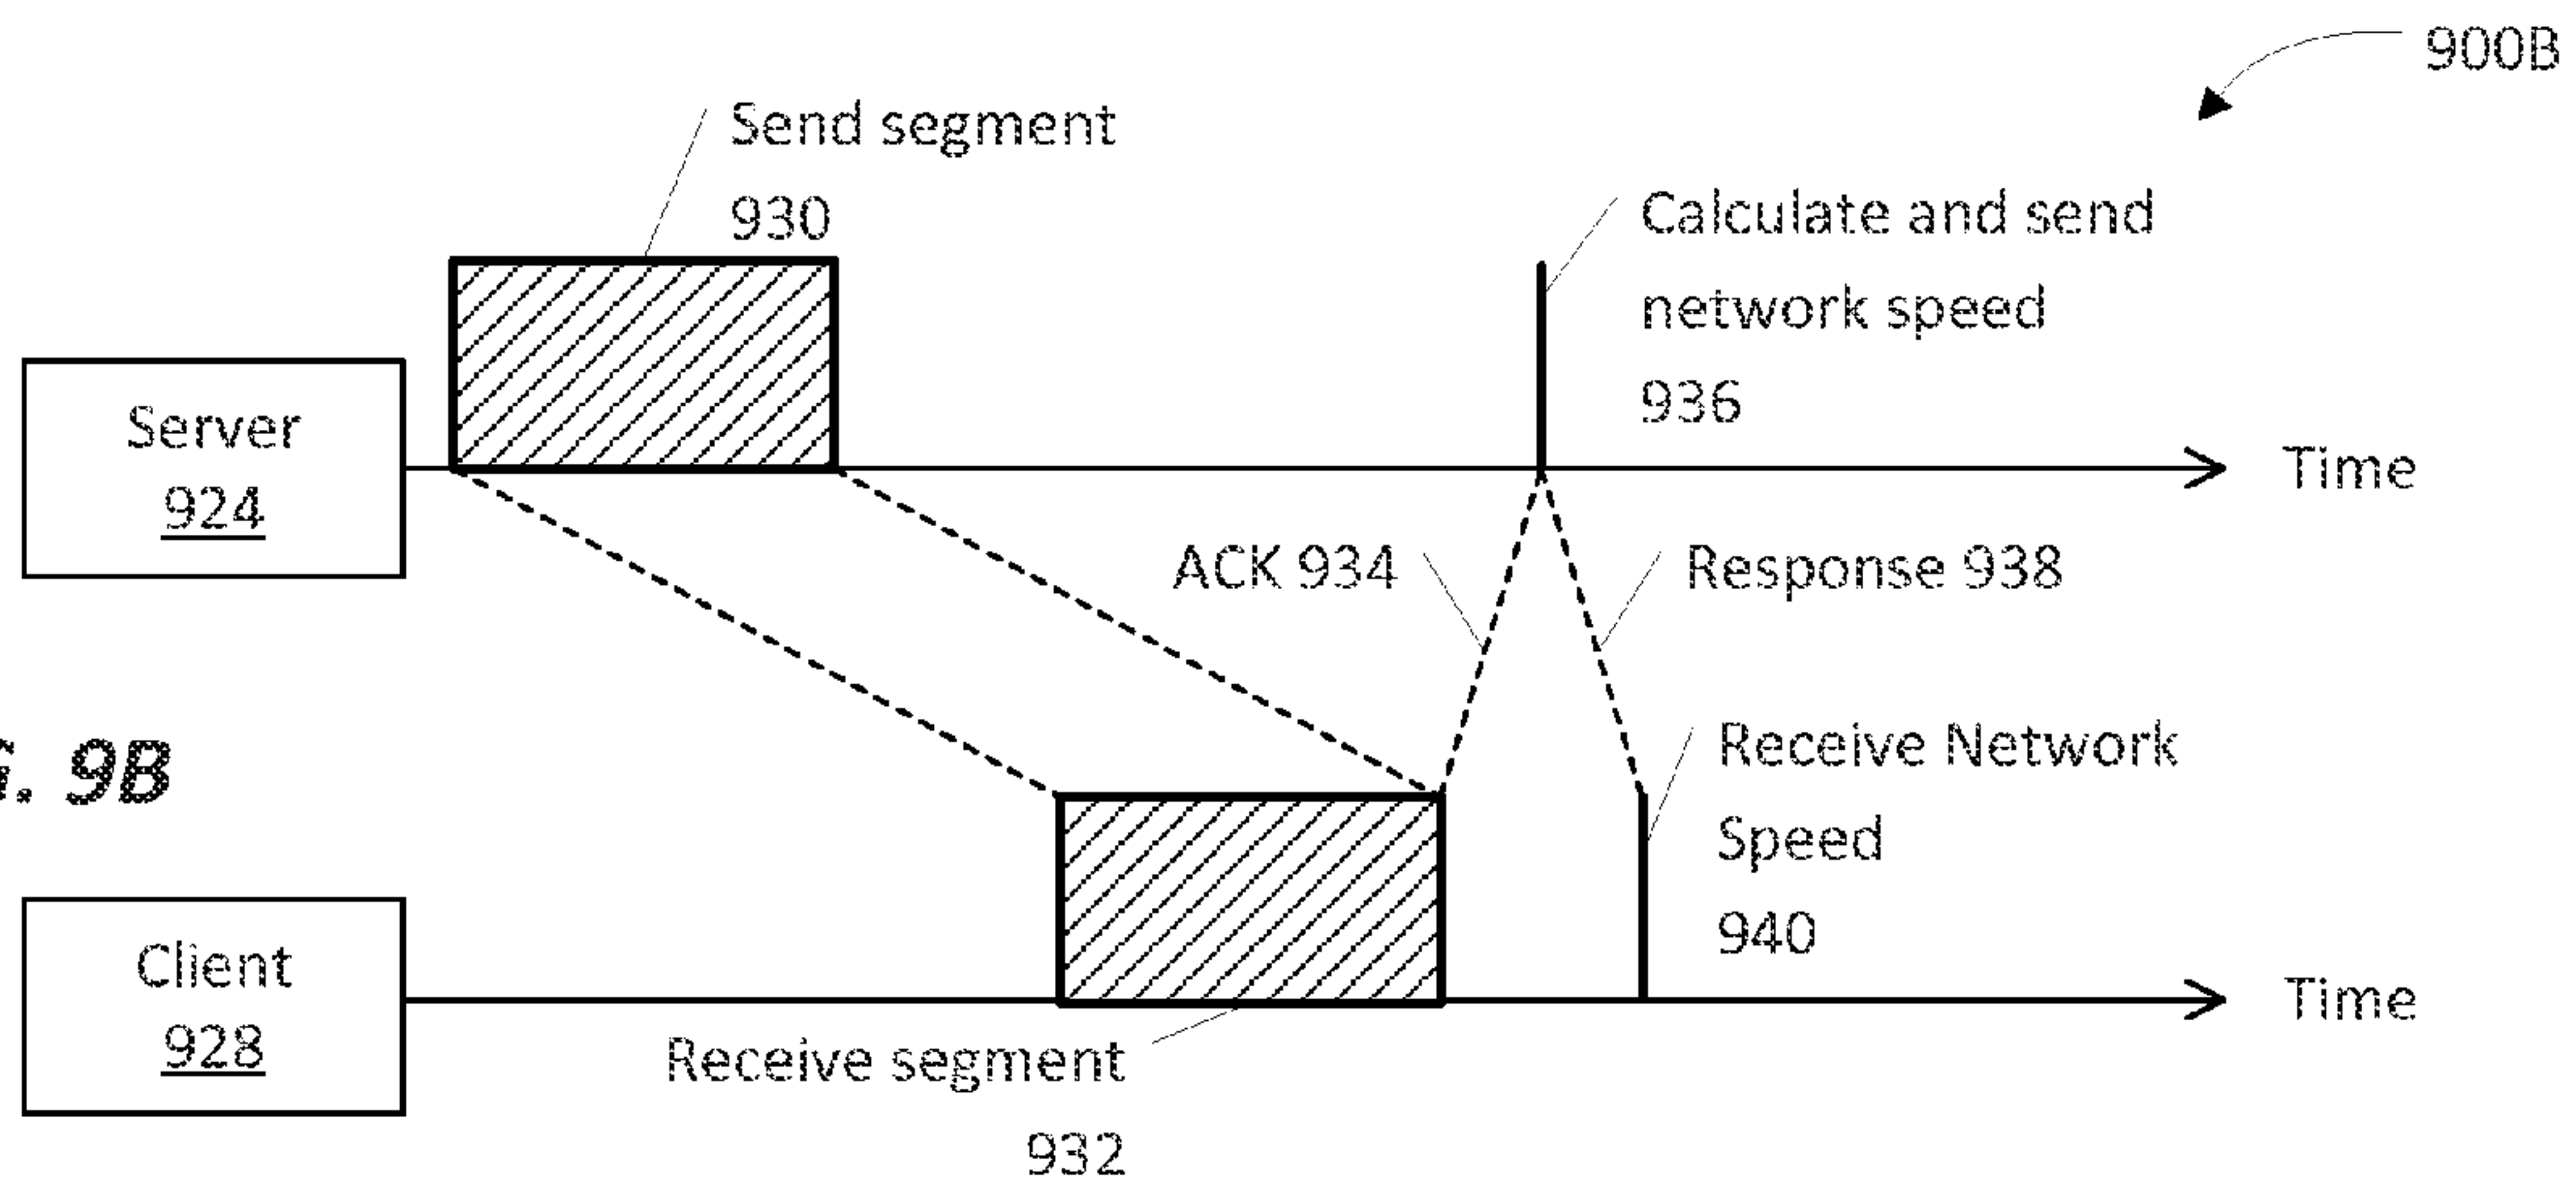 900B
Send segment
930
Calculate and send
network speed
936
Server
924
Time
ACK 934
Response 938
Receive Network
Speed
940
9B
Client
928
Time
Receive segment
932